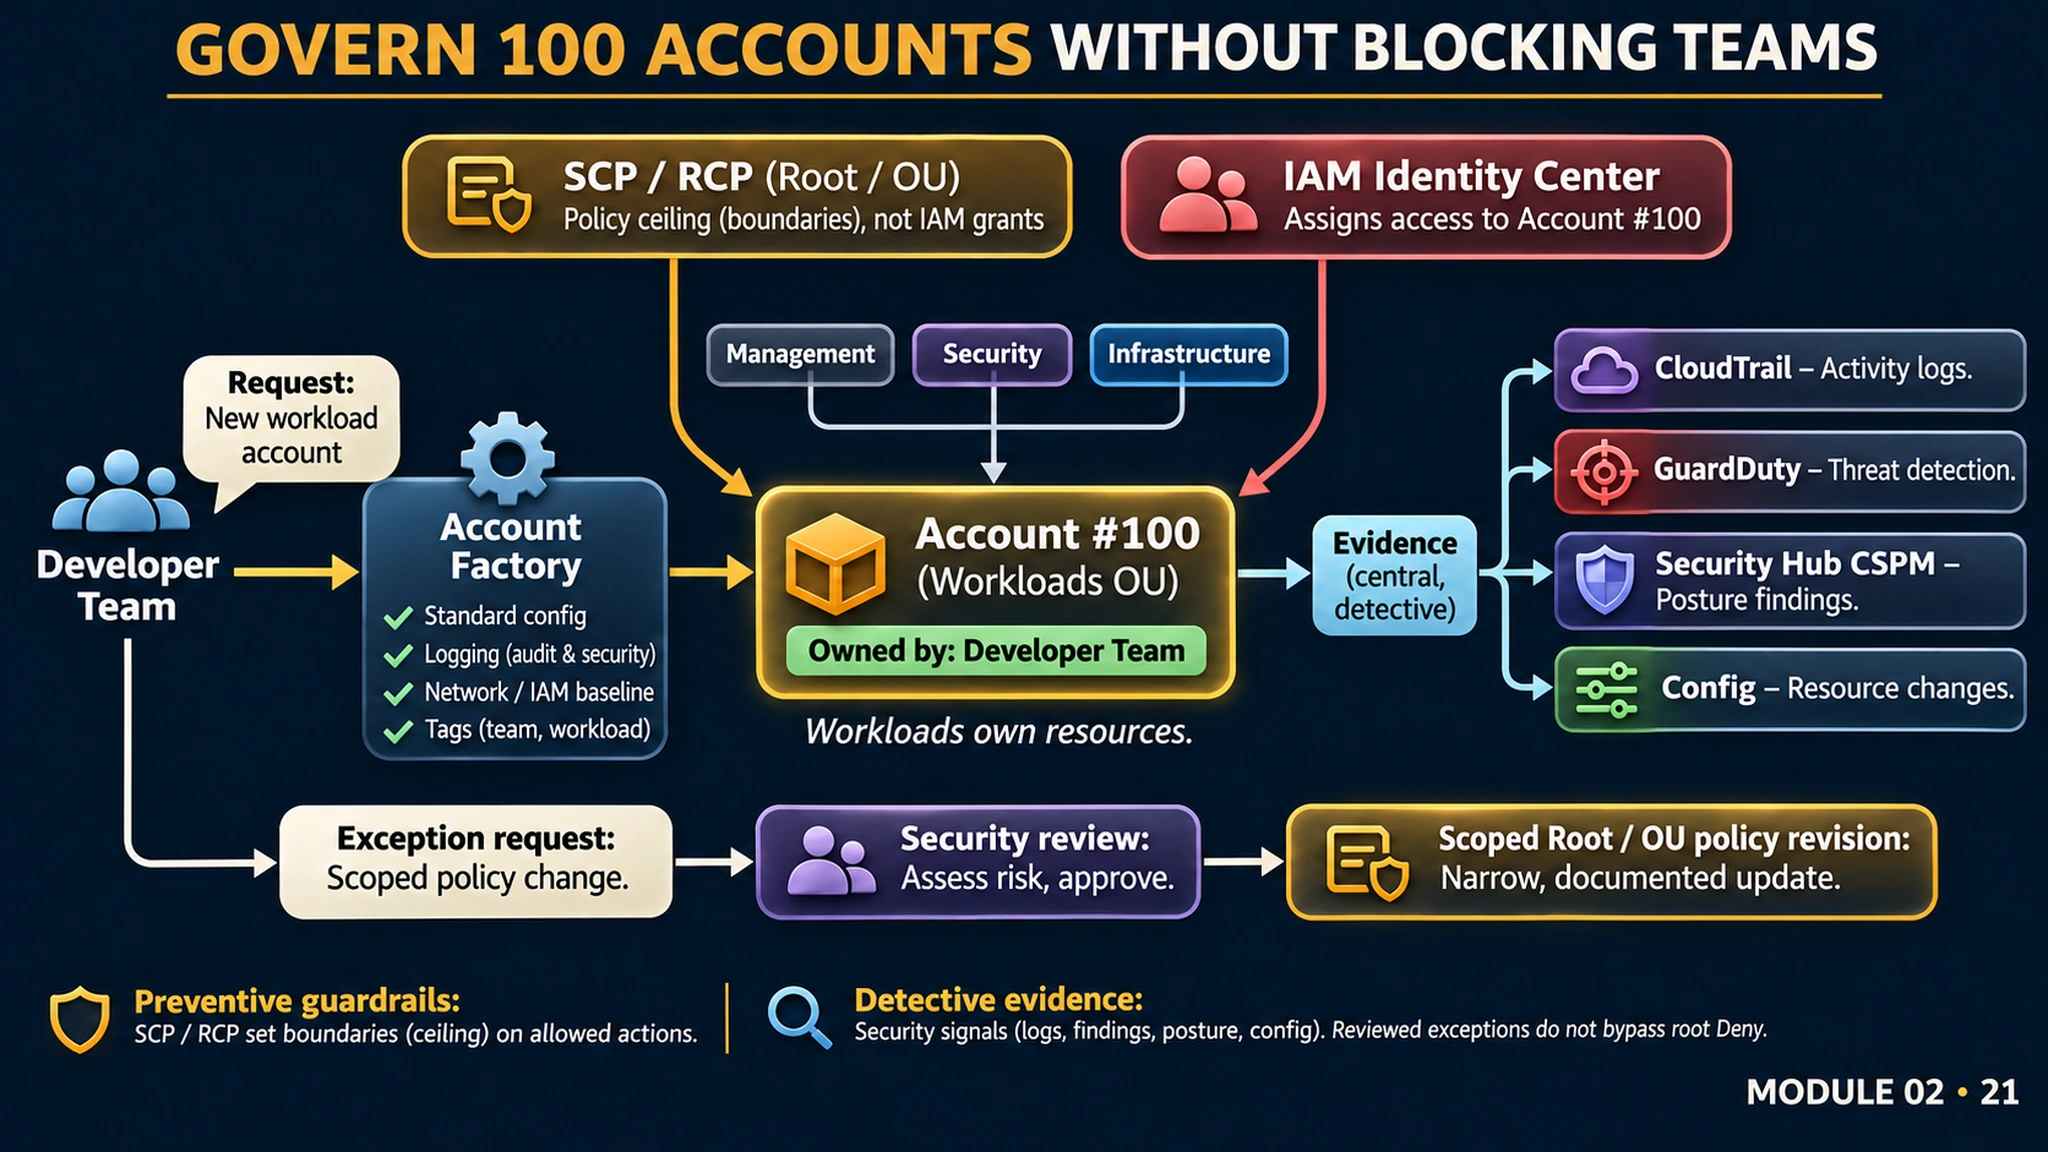 GOVERN 100 ACCOUNTS WITHOUT BLOCKING TEAMS
SCP / RCP (Root / OU)
Policy ceiling (boundaries), not IAM grants
IAM Identity Center
Assigns access to Account #100
Management
Security
Infrastructure
Request:
New workload
account
Developer
Team
Account
Factory
Standard config
Logging (audit & security)
Network / IAM baseline
Tags (team, workload)
Account #100
(Workloads OU)
Owned by: Developer Team
Workloads own resources.
Evidence
(central,
detective)
CloudTrail – Activity logs.
GuardDuty – Threat detection.
Security Hub CSPM –
Posture findings.
Config – Resource changes.
Exception request:
Scoped policy change.
Security review:
Assess risk, approve.
Scoped Root / OU policy revision:
Narrow, documented update.
Preventive guardrails:
SCP / RCP set boundaries (ceiling) on allowed actions.
Detective evidence:
Security signals (logs, findings, posture, config). Reviewed exceptions do not bypass root Deny.
MODULE 02 • 21